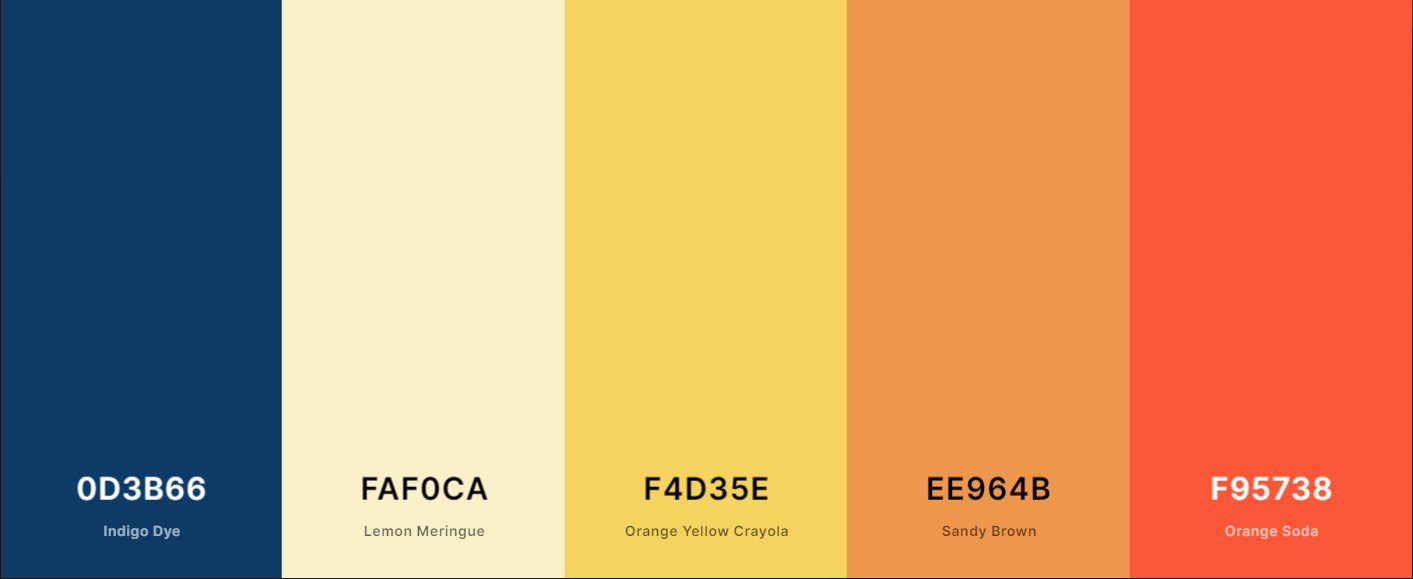 0D3B66
Indigo Dye
FAF0CA
Lemon Meringue
F4D35E
Orange Yellow Crayola
EE964B
Sandy Brown
F95738
Orange Soda